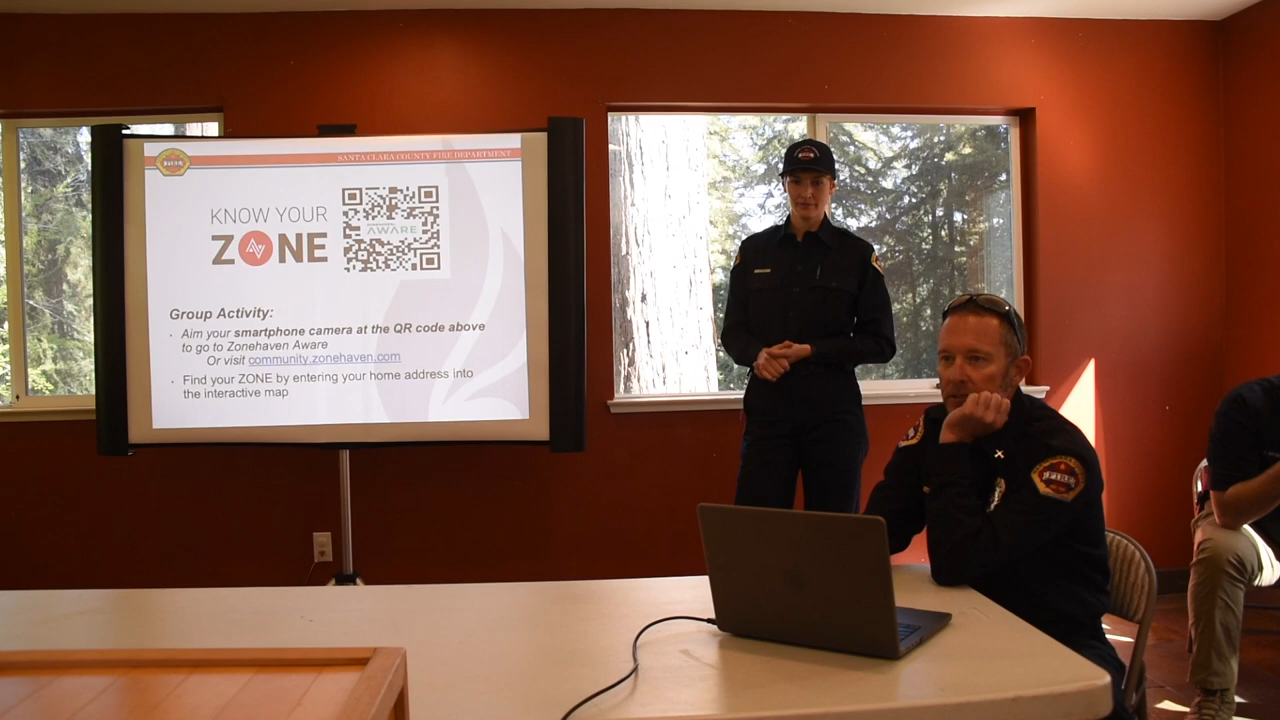 SANTA CLARA COUNTY FIRE DEPARTMENT
KNOW YOUR
ZONE
AWARE
Group Activity:
· Aim your smartphone camera at the QR code above
to go to Zonehaven Aware
Or visit community.zonehaven.com
· Find your ZONE by entering your home address into
the interactive map
FIRE